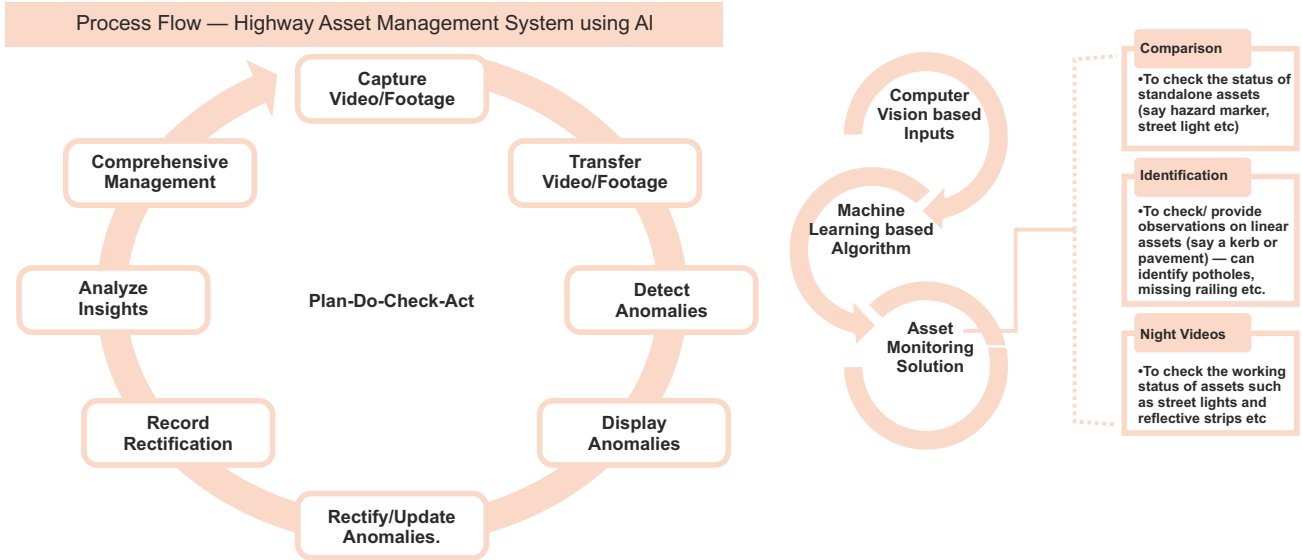 Process Flow — Highway Asset Management System using AI
Capture
Video/Footage
Transfer
Video/Footage
Detect
Anomalies
Display
Anomalies
Rectify/Update
Anomalies.
Record
Rectification
Analyze
Insights
Comprehensive
Management
Plan-Do-Check-Act
Computer
Vision based
Inputs
Machine
Learning based
Algorithm
Asset
Monitoring
Solution
Comparison
•To check the status of
standalone assets
(say hazard marker,
street light etc)
Identification
•To check/ provide
observations on linear
assets (say a kerb or
pavement) — can
identify potholes,
missing railing etc.
Night Videos
•To check the working
status of assets such
as street lights and
reflective strips etc